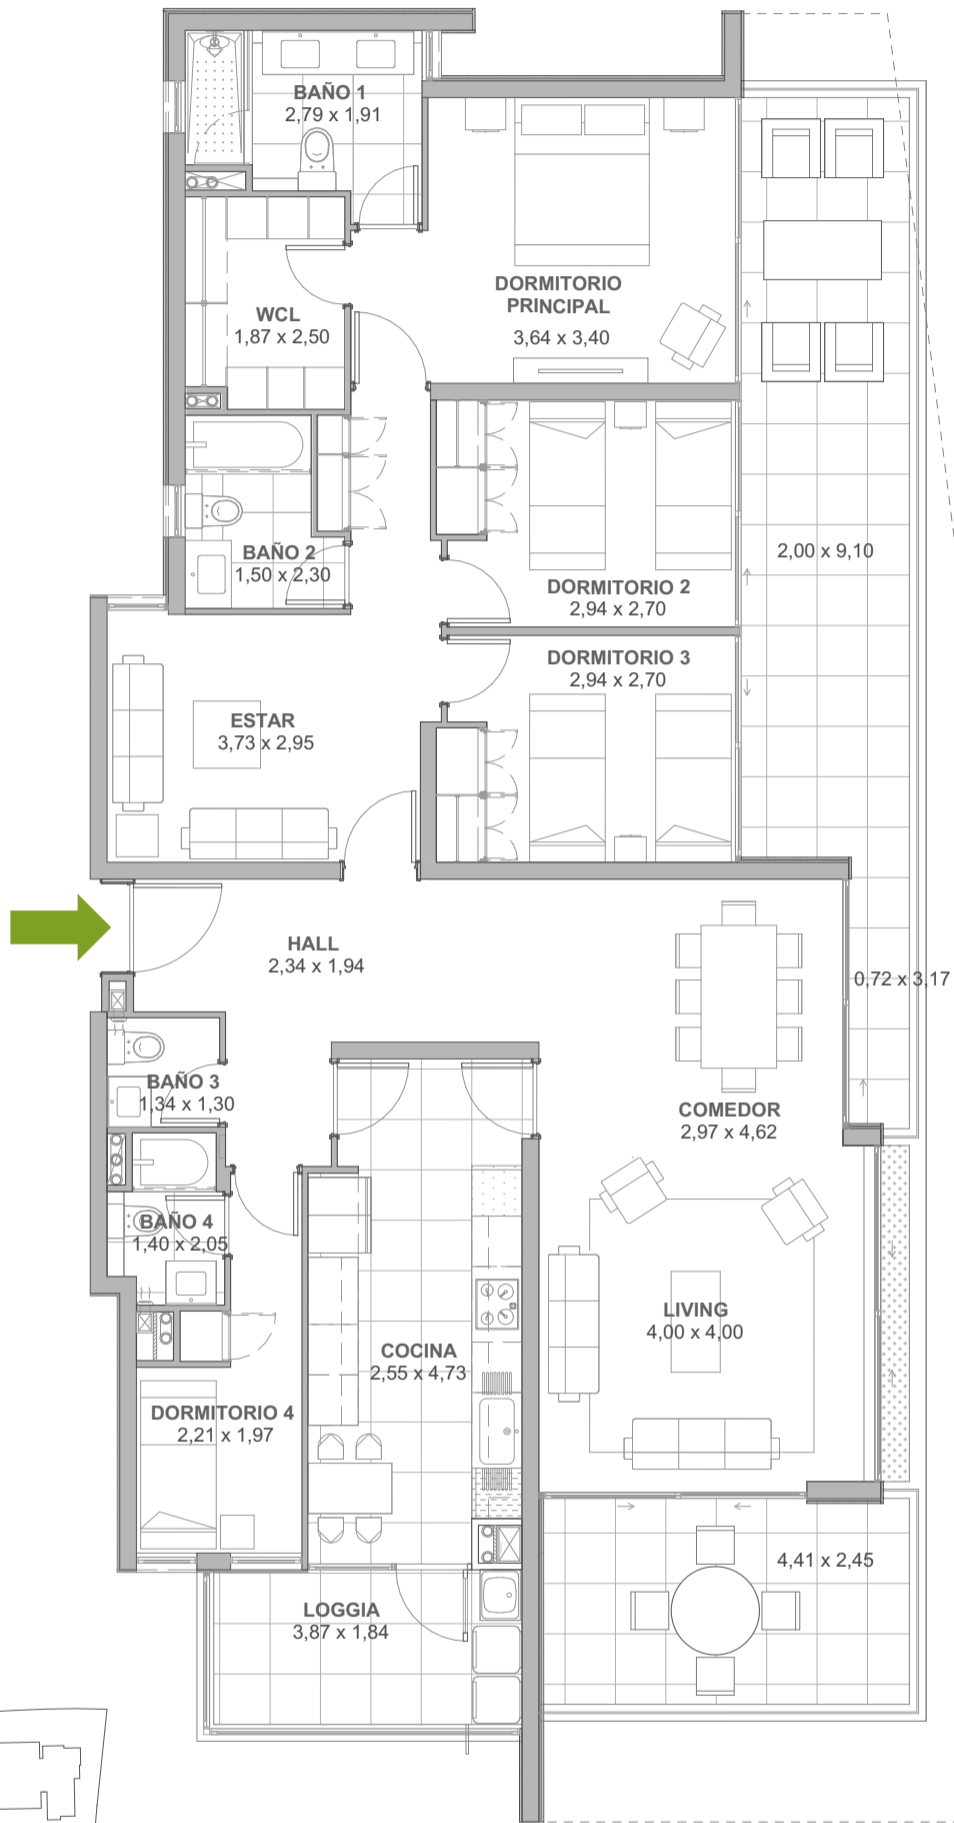 BAÑO 1
2,79 x 1,91
DORMITORIO
PRINCIPAL
3,64 x 3,40
WCL
1,87 x 2,50
BAÑO 2
1,50 x 2,30
DORMITORIO 2
2,94 x 2,70
2,00 x 9,10
DORMITORIO 3
2,94 x 2,70
ESTAR
3,73 x 2,95
HALL
2,34 x 1,94
0,72 x 3,17
BAÑO 3
1,34 x 1,30
COMEDOR
2,97 x 4,62
BAÑO 4
1,40 x 2,05
LIVING
4,00 x 4,00
COCINA
2,55 x 4,73
DORMITORIO 4
2,21 x 1,97
4,41 x 2,45
LOGGIA
3,87 x 1,84